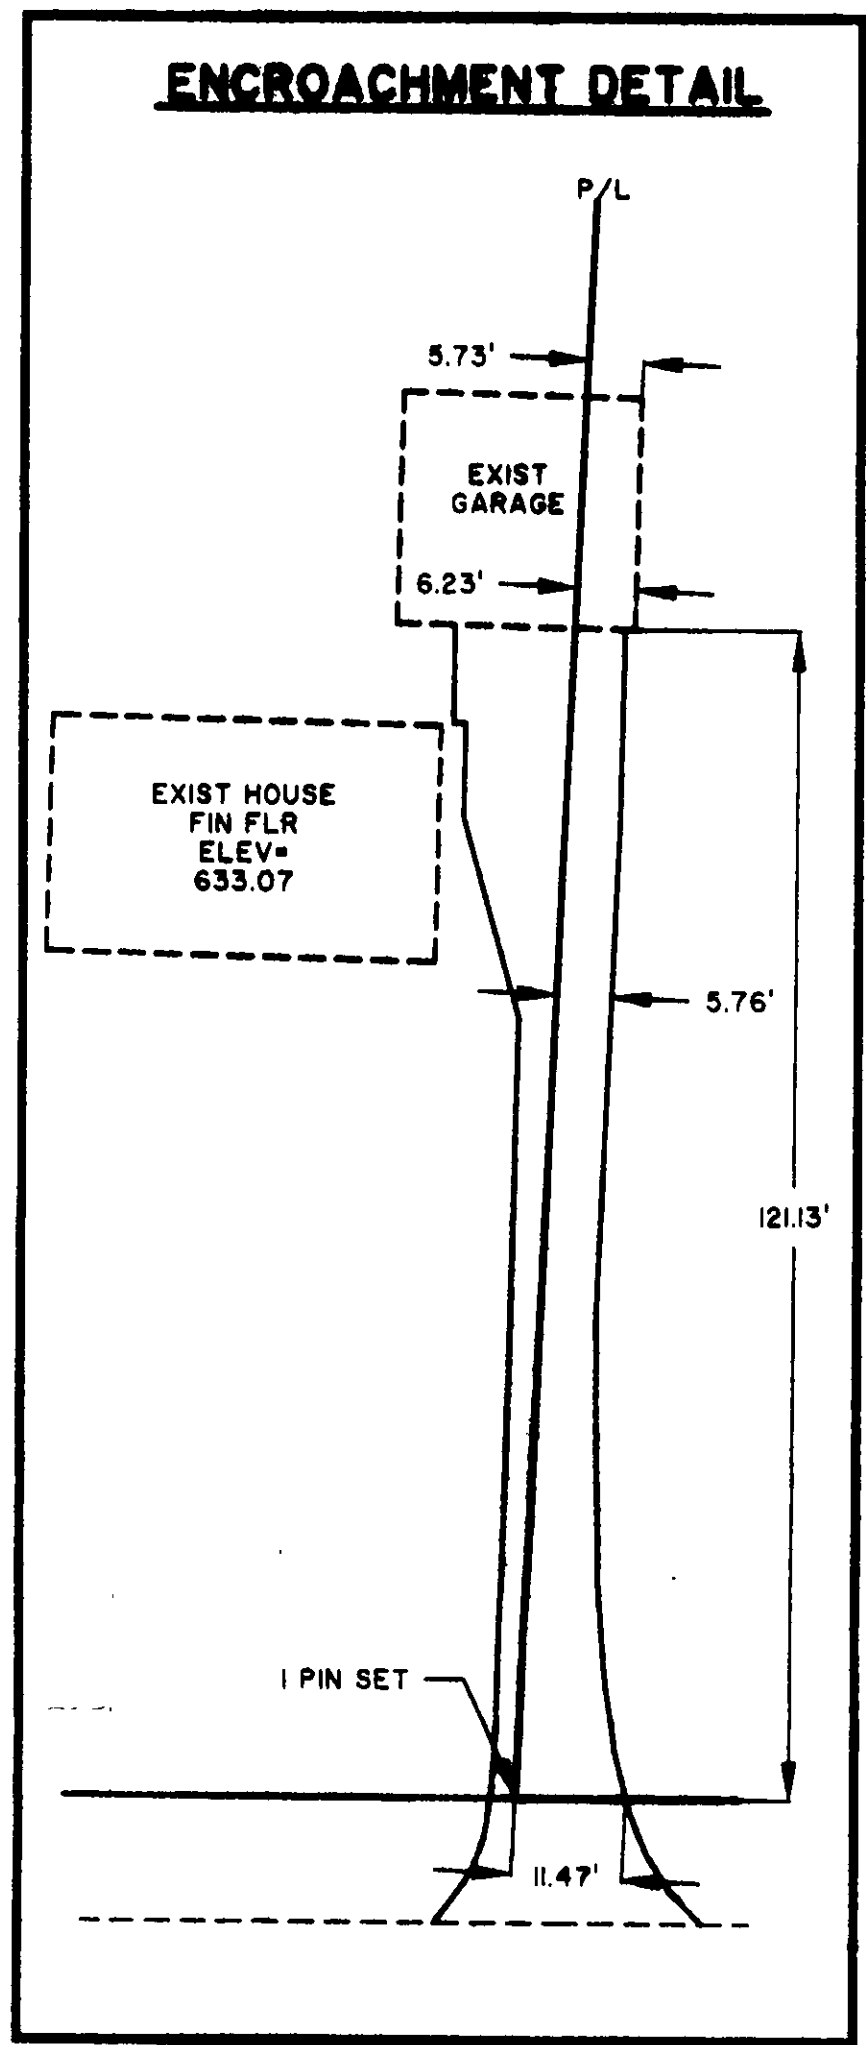 ENCROACHMENT DETAIL
P/L
5.73'
EXIST
GARAGE
6.23'
EXIST HOUSE
FIN FLR
ELEV=
633.07
5.76'
121.13'
I PIN SET
11.47'